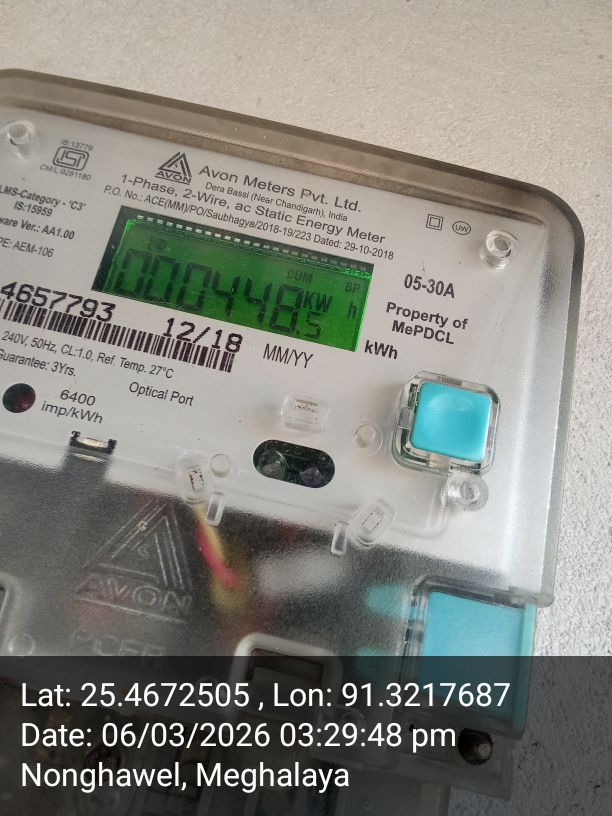 IS:13779
ISI
CM/L:9281180
AVON
Avon Meters Pvt. Ltd.
Dera Bassi (Near Chandigarh), India
1-Phase, 2-Wire, ac Static Energy Meter
P.O. No.: ACE(MM)/PO/Saubhagya/2018-19/223 Dated: 29-10-2018
LMS-Category - 'C3'
IS:15959
ware Ver.: AA1.00
PE: AEM-106
UW
CUM BP
000448.5 KW h
05-30A
Property of
MePDCL
kWh
4657793
12/18
MM/YY
240V, 50Hz, CL:1.0, Ref. Temp. 27°C
Guarantee: 3Yrs.
Optical Port
6400
imp/kWh
AVON
Lat: 25.4672505 , Lon: 91.3217687
Date: 06/03/2026 03:29:48 pm
Nonghawel, Meghalaya